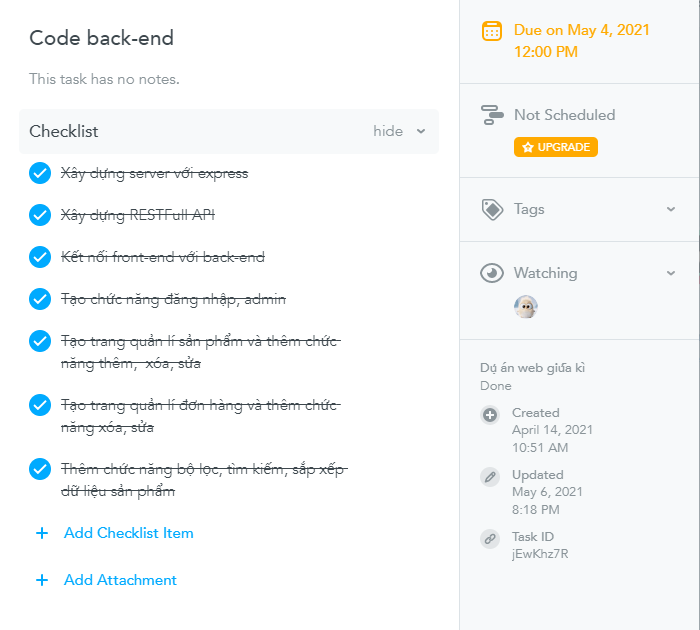 Code back-end
This task has no notes.
Checklist
hide
Xây dựng server với express
Xây dựng RESTFull API
Kết nối front-end với back-end
Tạo chức năng đăng nhập, admin
Tạo trang quản lí sản phẩm và thêm chức
năng thêm, xóa, sửa
Tạo trang quản lí đơn hàng và thêm chức
năng xóa, sửa
Thêm chức năng bộ lọc, tìm kiếm, sắp xếp
dữ liệu sản phẩm
Add Checklist Item
Add Attachment
Due on May 4, 2021
12:00 PM
Not Scheduled
UPGRADE
Tags
Watching
Dự án web giữa kì
Done
Created
April 14, 2021
10:51 AM
Updated
May 6, 2021
8:18 PM
Task ID
jEwKhz7R